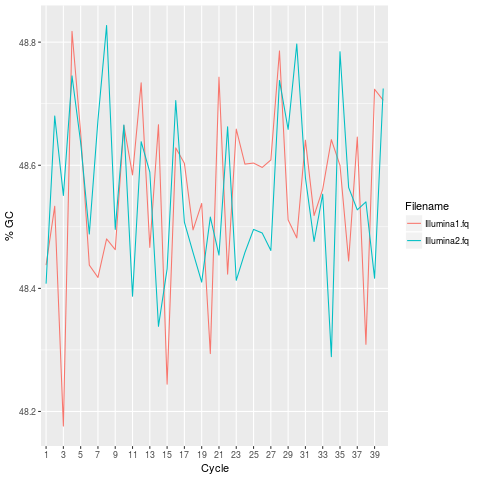 % GC
48.8
48.6
48.4
48.2
1 3 5 7 9 11 13 15 17 19 21 23 25 27 29 31 33 35 37 39
Cycle
Filename
Illumina1.fq
Illumina2.fq